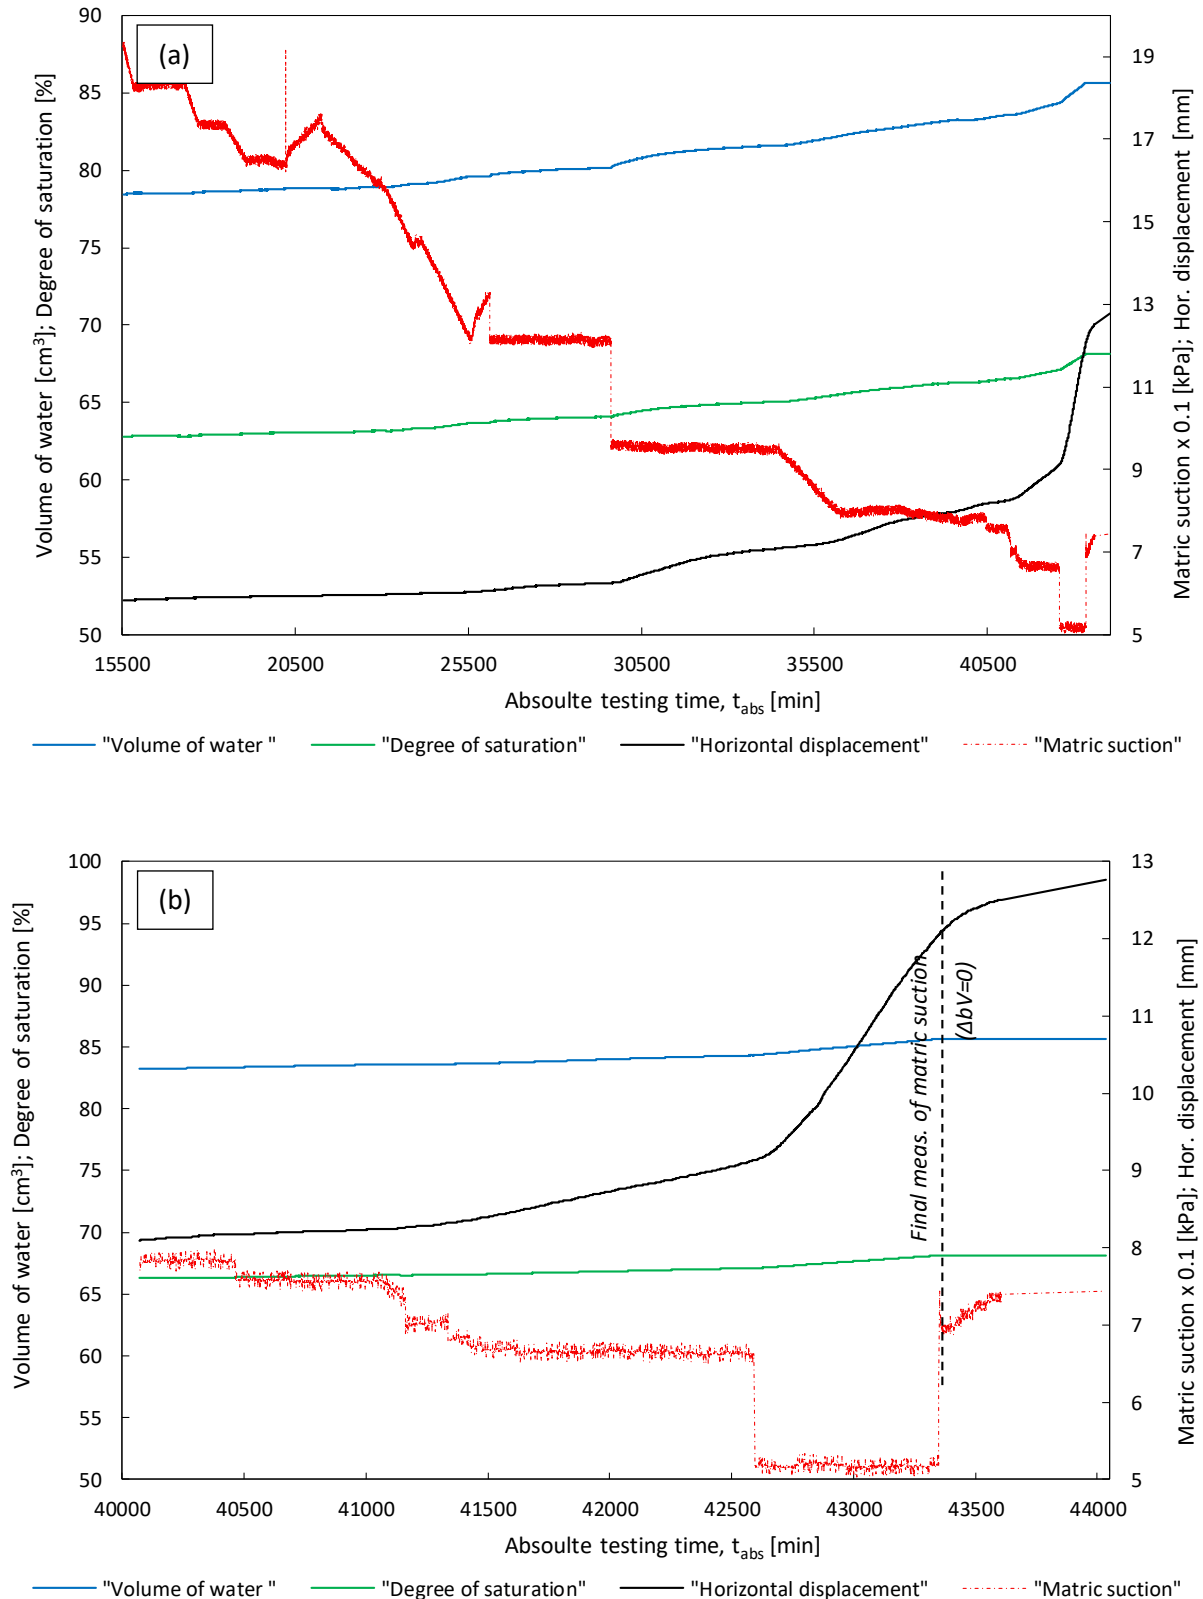 (a)
Volume of water [cm³]; Degree of saturation [%]
90
85
80
75
70
65
60
55
50
19
17
15
13
11
9
7
5
Matric suction x 0.1 [kPa]; Hor. displacement [mm]
15500 20500 25500 30500 35500 40500
Absoulte testing time, t_abs [min]
"Volume of water " "Degree of saturation" "Horizontal displacement" "Matric suction"
(b)
Volume of water [cm³]; Degree of saturation [%]
100
95
90
85
80
75
70
65
60
55
50
Final meas. of matric suction
(ΔbV=0)
13
12
11
10
9
8
7
6
5
Matric suction x 0.1 [kPa]; Hor. displacement [mm]
40000 40500 41000 41500 42000 42500 43000 43500 44000
Absoulte testing time, t_abs [min]
"Volume of water " "Degree of saturation" "Horizontal displacement" "Matric suction"